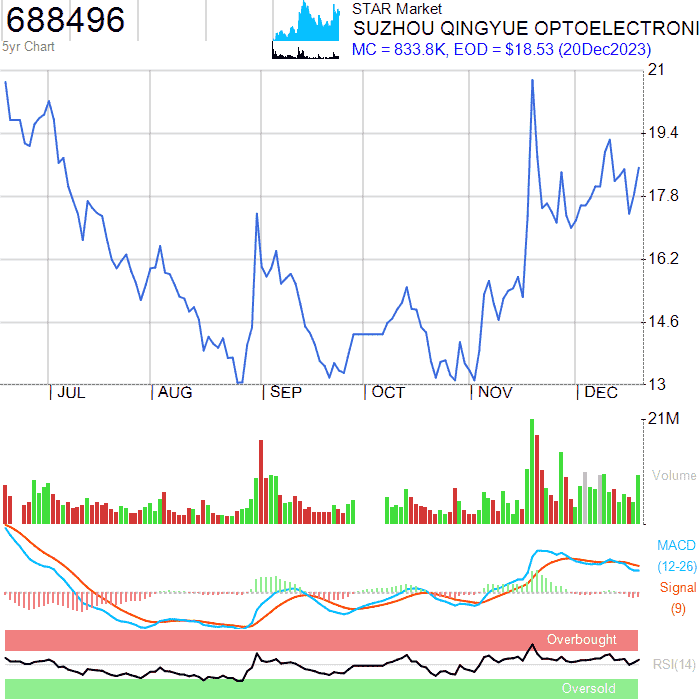 688496
5yr Chart
STAR Market
SUZHOU QINGYUE OPTOELECTRONI
MC = 833.8K, EOD = $18.53 (20Dec2023)
21
19.4
17.8
16.2
14.6
13
JUL AUG SEP OCT NOV DEC
21M
Volume
MACD
(12-26)
Signal
(9)
Overbought
RSI(14)
Oversold